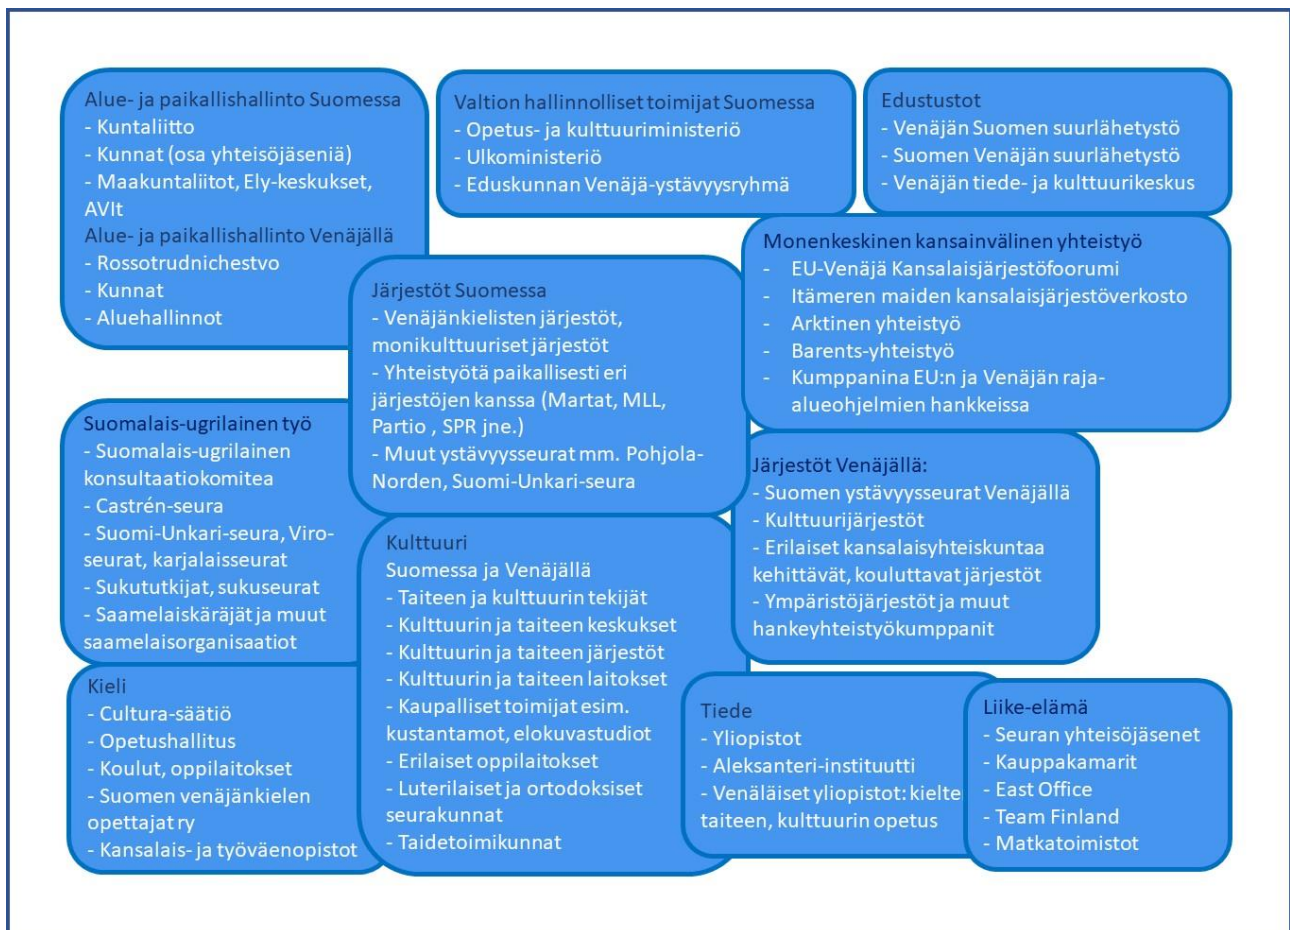 Alue- ja paikallishallinto Suomessa
- Kuntaliitto
- Kunnat (osa yhteisöjäseniä)
- Maakuntaliitot, Ely-keskukset,
AVIt
Alue- ja paikallishallinto Venäjällä
- Rossotrudnichestvo
- Kunnat
- Aluehallinnot
Valtion hallinnolliset toimijat Suomessa
- Opetus- ja kulttuuriministeriö
- Ulkoministeriö
- Eduskunnan Venäjä-ystävyysryhmä
Edustustot
- Venäjän Suomen suurlähetystö
- Suomen Venäjän suurlähetystö
- Venäjän tiede- ja kulttuurikeskus
Monenkeskinen kansainvälinen yhteistyö
- EU-Venäjä Kansalaisjärjestöfoorumi
- Itämeren maiden kansalaisjärjestöverkosto
- Arktinen yhteistyö
- Barents-yhteistyö
- Kumppanina EU:n ja Venäjän raja-
alueohjelmien hankkeissa
Järjestöt Suomessa
- Venäjänkielisten järjestöt,
monikulttuuriset järjestöt
- Yhteistyötä paikallisesti eri
järjestöjen kanssa (Martat, MLL,
Partio , SPR jne.)
- Muut ystävyysseurat mm. Pohjola-
Norden, Suomi-Unkari-seura
Suomalais-ugrilainen työ
- Suomalais-ugrilainen
konsultaatiokomitea
- Castrén-seura
- Suomi-Unkari-seura, Viro-
seurat, karjalaisseurat
- Sukututkijat, sukuseurat
- Saamelaiskäräjät ja muut
saamelaisorganisaatiot
Järjestöt Venäjällä:
- Suomen ystävyysseurat Venäjällä
- Kulttuurijärjestöt
- Erilaiset kansalaisyhteiskuntaa
kehittävät, kouluttavat järjestöt
- Ympäristöjärjestöt ja muut
hankeyhteistyökumppanit
Kulttuuri
Suomessa ja Venäjällä
- Taiteen ja kulttuurin tekijät
- Kulttuurin ja taiteen keskukset
- Kulttuurin ja taiteen järjestöt
- Kulttuurin ja taiteen laitokset
- Kaupalliset toimijat esim.
kustantamot, elokuvastudiot
- Erilaiset oppilaitokset
- Luterilaiset ja ortodoksiset
seurakunnat
- Taidetoimikunnat
Kieli
- Cultura-säätiö
- Opetushallitus
- Koulut, oppilaitokset
- Suomen venäjänkielen
opettajat ry
- Kansalais- ja työväenopistot
Tiede
- Yliopistot
- Aleksanteri-instituutti
- Venäläiset yliopistot: kielte
taiteen, kulttuurin opetus
Liike-elämä
- Seuran yhteisöjäsenet
- Kauppakamarit
- East Office
- Team Finland
- Matkatoimistot